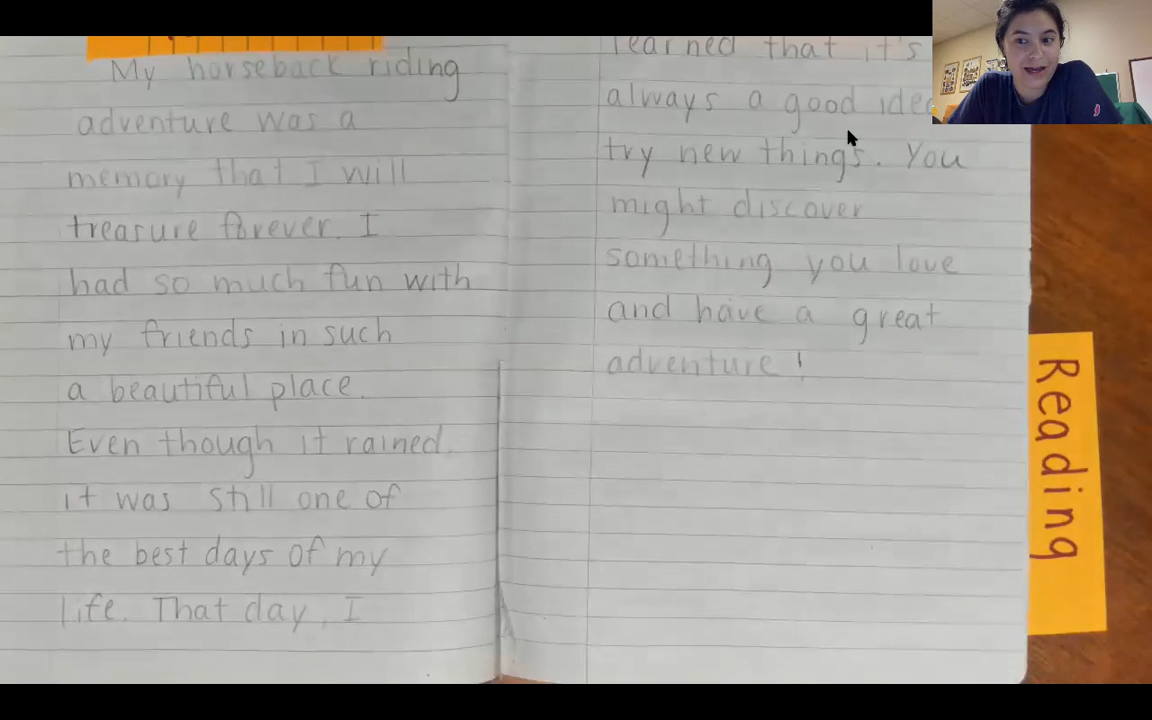 My horseback riding
adventure was a
memory that I will
treasure forever. I
had so much fun with
my friends in such
a beautiful place.
Even though it rained
it was still one of
the best days of my
life. That day, I
learned that it's
always a good idea
try new things. You
might discover
something you love
and have a great
adventure!
Reading